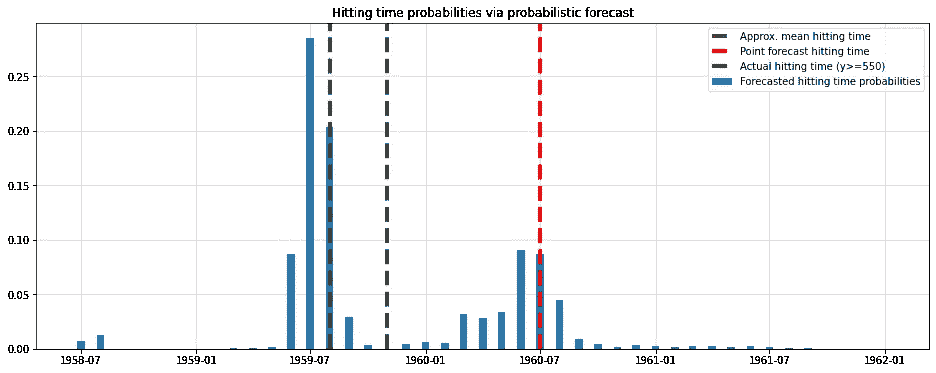 Hitting time probabilities via probabilistic forecast
Approx. mean hitting time
Point forecast hitting time
Actual hitting time (y>=550)
Forecasted hitting time probabilities
0.25
0.20
0.15
0.10
0.05
0.00
1958-07 1959-01 1959-07 1960-01 1960-07 1961-01 1961-07 1962-01